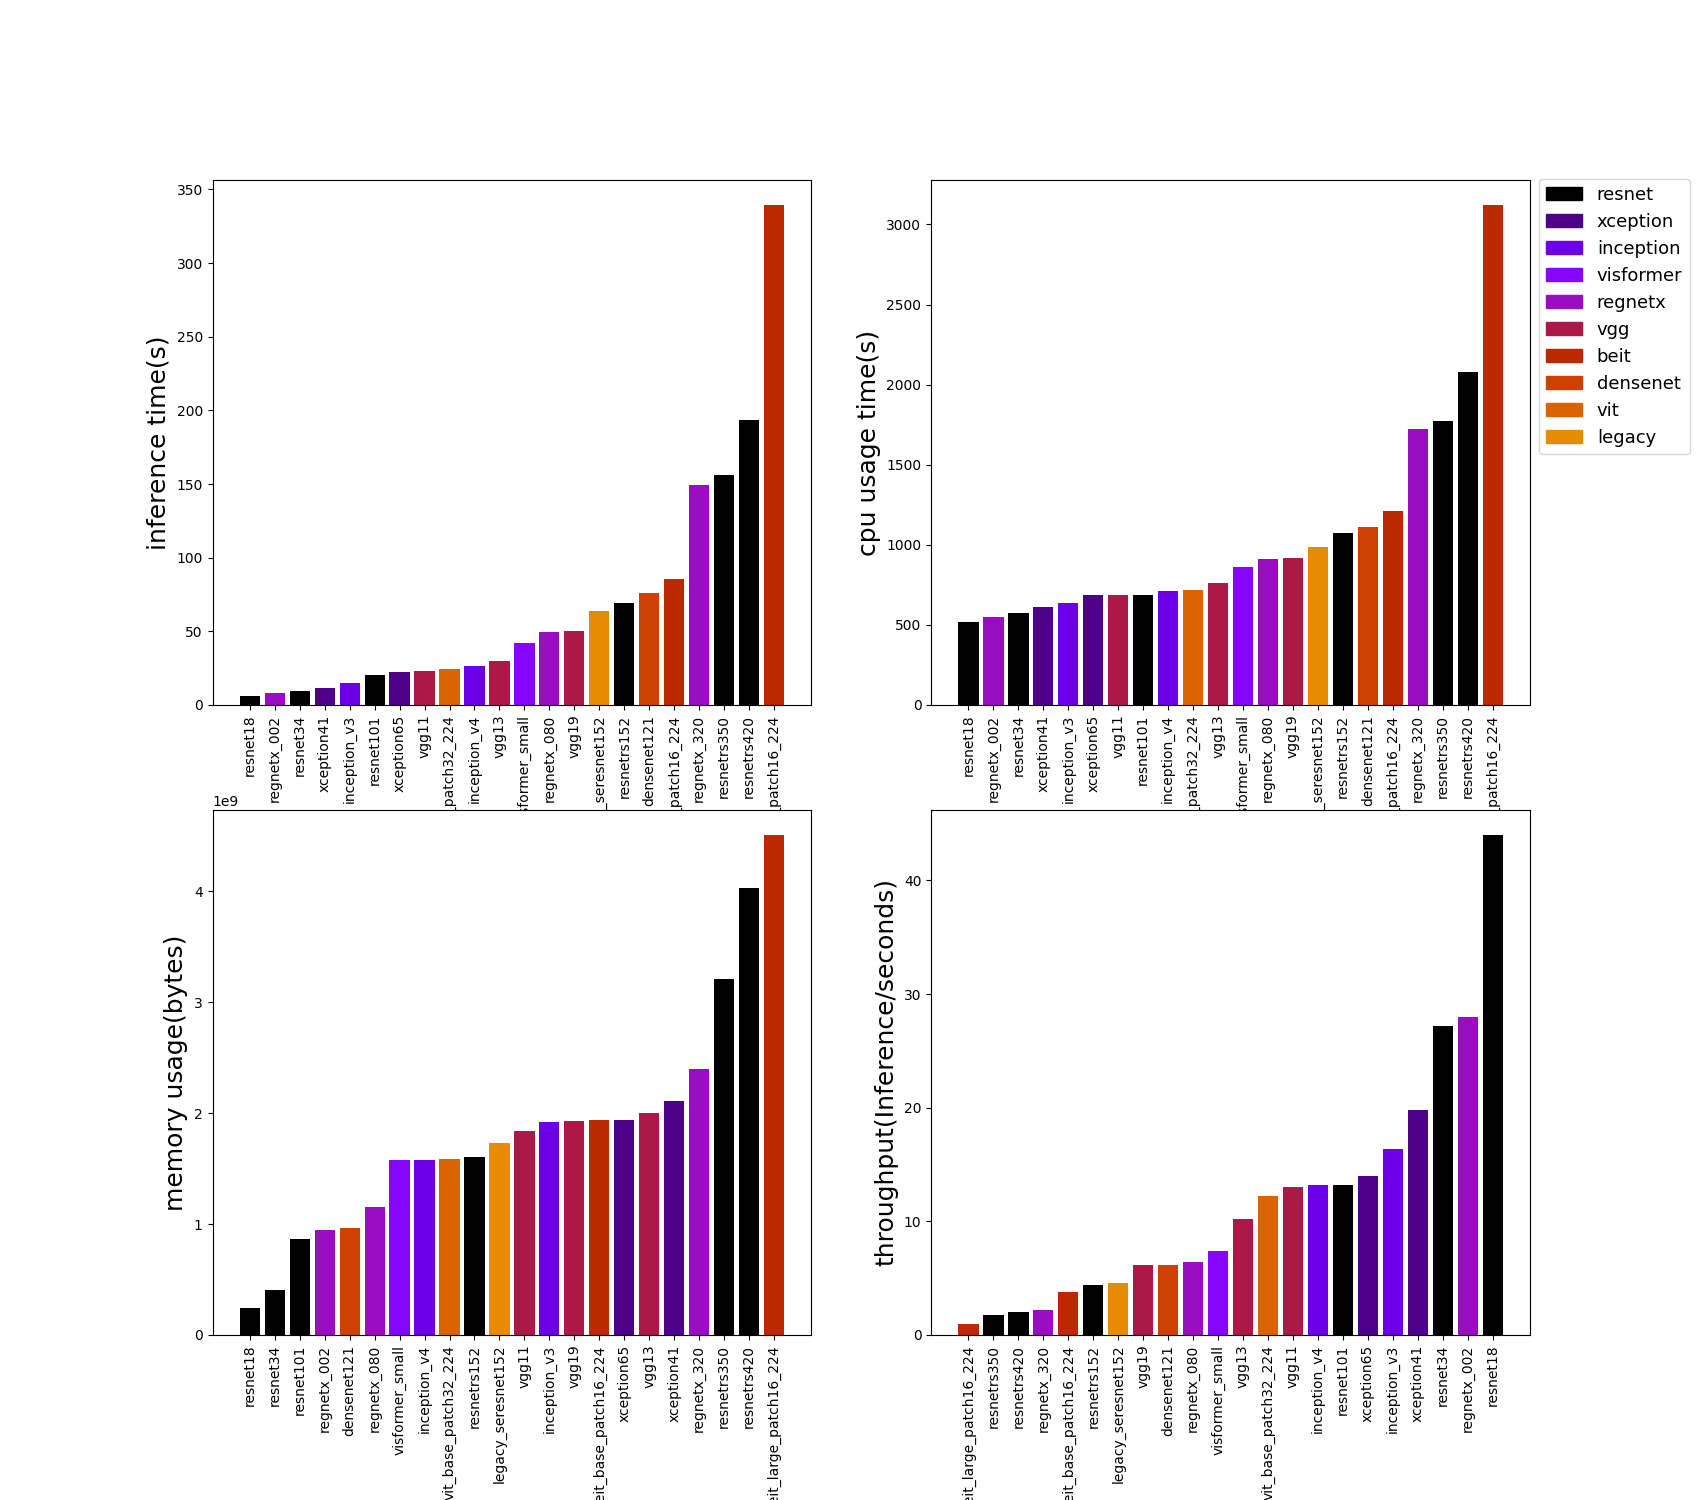 350
300
250
200
150
100
50
0
inference time(s)
resnet18
regnetx_002
resnet34
xception41
inception_v3
resnet101
xception65
vgg11
_patch32_224
inception_v4
vgg13
sformer_small
regnetx_080
vgg19
_seresnet152
resnetrs152
densenet121
_patch16_224
regnetx_320
resnetrs350
resnetrs420
_patch16_224
3000
2500
2000
1500
1000
500
0
cpu usage time(s)
resnet18
regnetx_002
resnet34
xception41
inception_v3
xception65
vgg11
resnet101
inception_v4
_patch32_224
vgg13
sformer_small
regnetx_080
vgg19
_seresnet152
resnetrs152
densenet121
_patch16_224
regnetx_320
resnetrs350
resnetrs420
_patch16_224
resnet
xception
inception
visformer
regnetx
vgg
beit
densenet
vit
legacy
1e9
4
3
2
1
0
memory usage(bytes)
resnet18
resnet34
resnet101
regnetx_002
densenet121
regnetx_080
visformer_small
inception_v4
vit_base_patch32_224
resnetrs152
legacy_seresnet152
vgg11
inception_v3
vgg19
eit_base_patch16_224
xception65
vgg13
xception41
regnetx_320
resnetrs350
resnetrs420
eit_large_patch16_224
40
30
20
10
0
throughput(Inference/seconds)
eit_large_patch16_224
resnetrs350
resnetrs420
regnetx_320
eit_base_patch16_224
resnetrs152
legacy_seresnet152
vgg19
densenet121
regnetx_080
visformer_small
vgg13
vit_base_patch32_224
vgg11
inception_v4
resnet101
xception65
inception_v3
xception41
resnet34
regnetx_002
resnet18